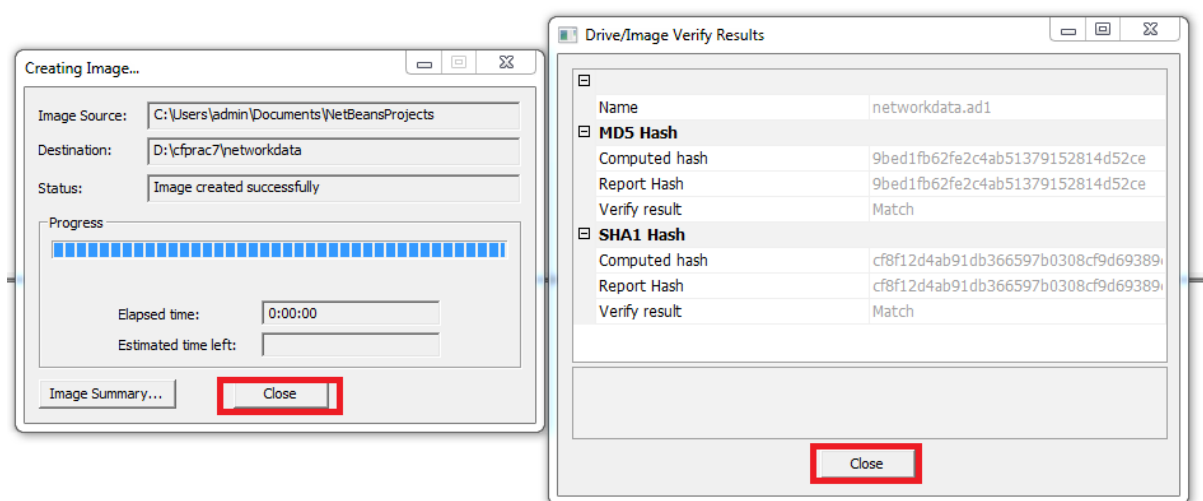 Creating Image...
Image Source: C:\Users\admin\Documents\NetBeansProjects
Destination: D:\cfprac7\networkdata
Status: Image created successfully
Progress
Elapsed time: 0:00:00
Estimated time left:
Image Summary... Close
Drive/Image Verify Results
Name networkdata.ad1
MD5 Hash
Computed hash 9bed1fb62fe2c4ab51379152814d52ce
Report Hash 9bed1fb62fe2c4ab51379152814d52ce
Verify result Match
SHA1 Hash
Computed hash cf8f12d4ab91db366597b0308cf9d69389
Report Hash cf8f12d4ab91db366597b0308cf9d69389
Verify result Match
Close